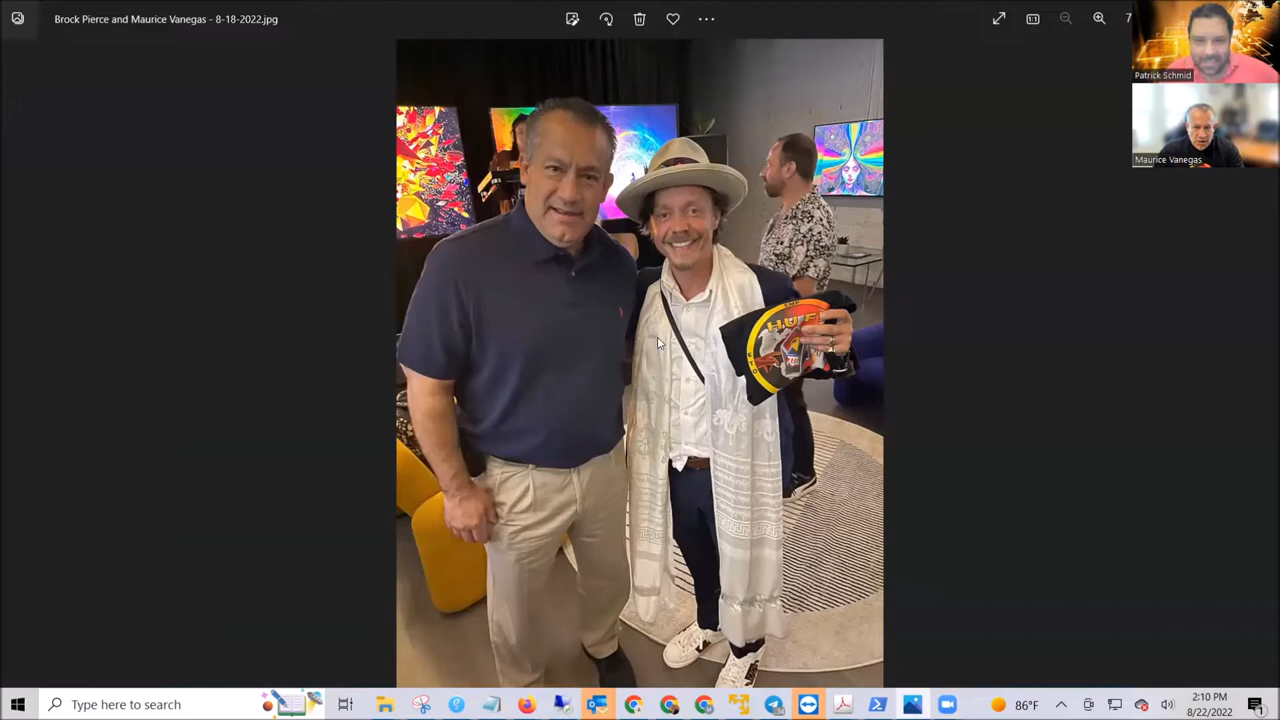 Brock Pierce and Maurice Vanegas - 8-18-2022.jpg
7
Patrick Schmid
Maurice Vanegas
H.U.F
Type here to search
86°F
2:10 PM
8/22/2022